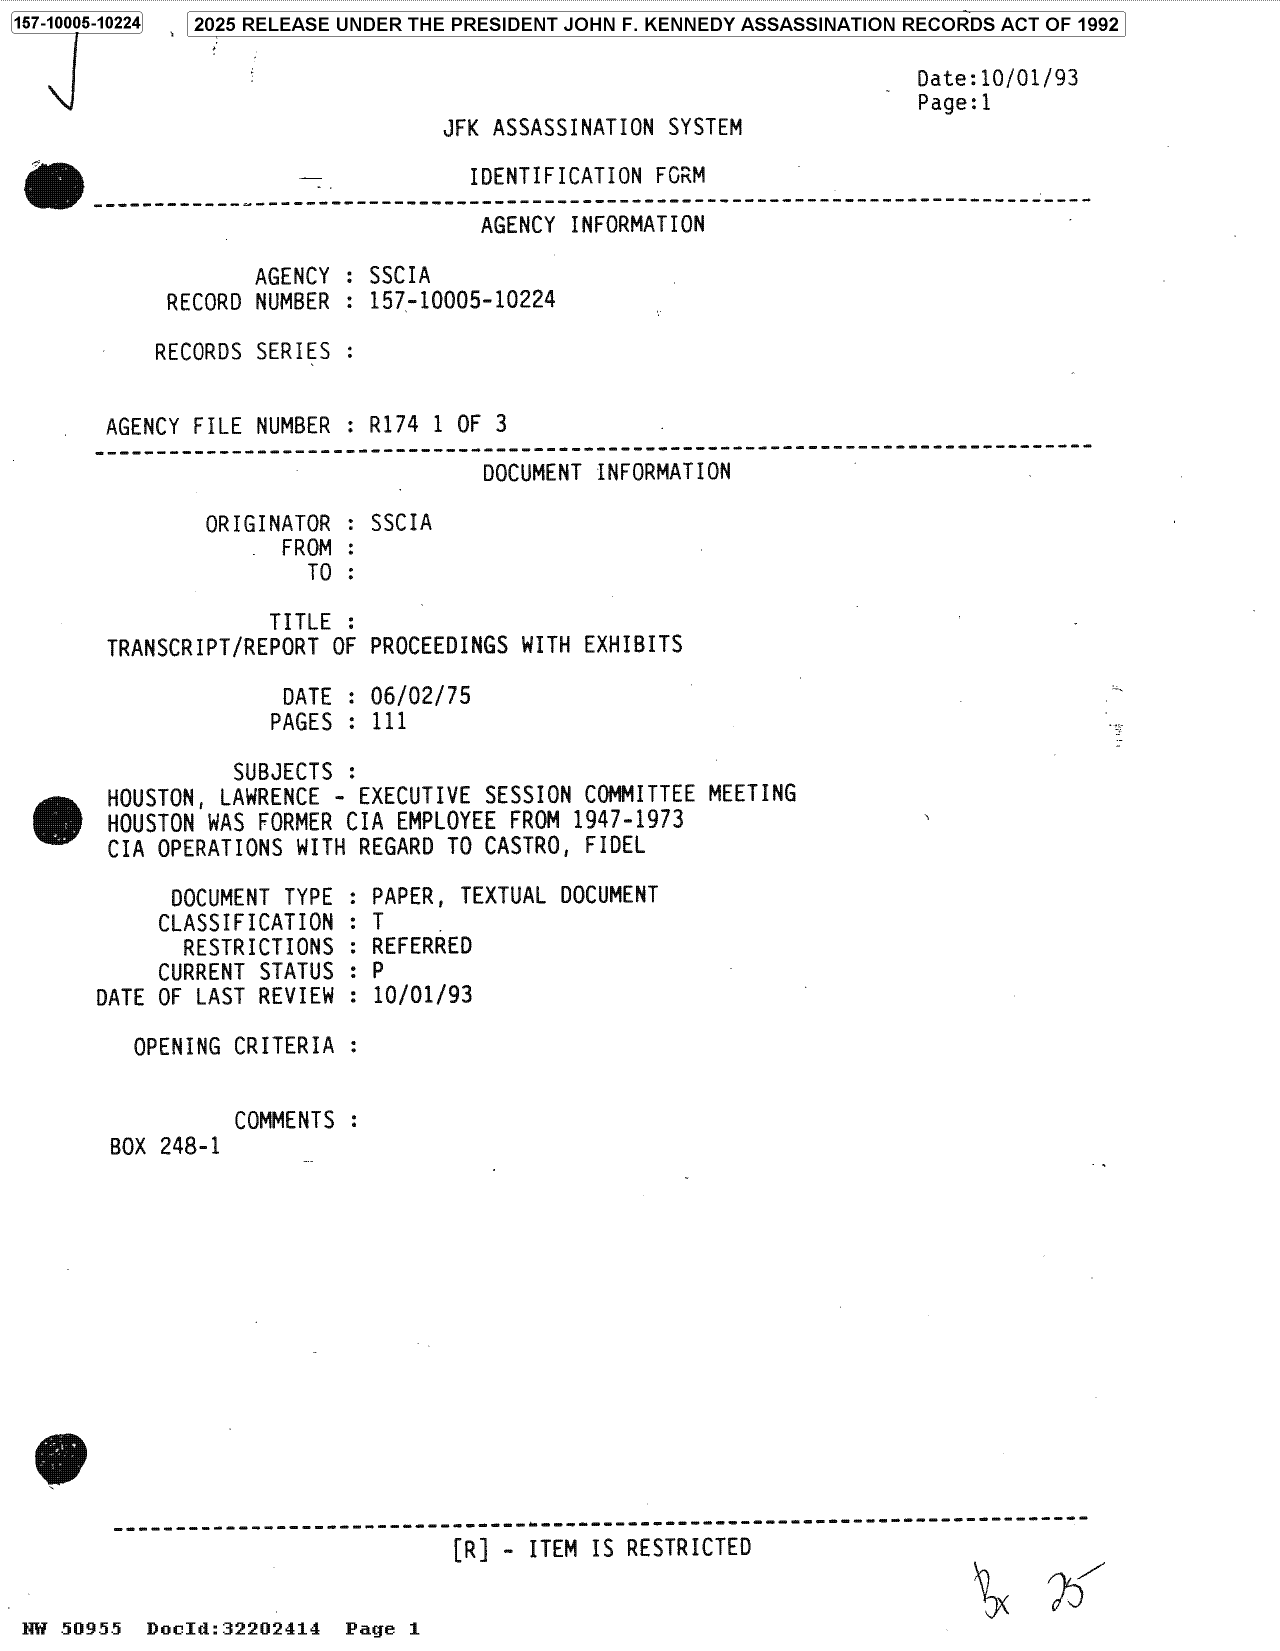 157-10005-10224
2025 RELEASE UNDER THE PRESIDENT JOHN F. KENNEDY ASSASSINATION RECORDS ACT OF 1992
Date:10/01/93
Page:1
JFK ASSASSINATION SYSTEM
IDENTIFICATION FORM
AGENCY INFORMATION
AGENCY : SSCIA
RECORD NUMBER : 157-10005-10224
RECORDS SERIES :
AGENCY FILE NUMBER : R174 1 OF 3
DOCUMENT INFORMATION
ORIGINATOR : SSCIA
FROM :
TO :
TITLE :
TRANSCRIPT/REPORT OF PROCEEDINGS WITH EXHIBITS
DATE : 06/02/75
PAGES : 111
SUBJECTS :
HOUSTON, LAWRENCE - EXECUTIVE SESSION COMMITTEE MEETING
HOUSTON WAS FORMER CIA EMPLOYEE FROM 1947-1973
CIA OPERATIONS WITH REGARD TO CASTRO, FIDEL
DOCUMENT TYPE : PAPER, TEXTUAL DOCUMENT
CLASSIFICATION : T
RESTRICTIONS : REFERRED
CURRENT STATUS : P
DATE OF LAST REVIEW : 10/01/93
OPENING CRITERIA :
COMMENTS :
BOX 248-1
[R] - ITEM IS RESTRICTED
Bx 25
NW 50955 DocId:32202414 Page 1